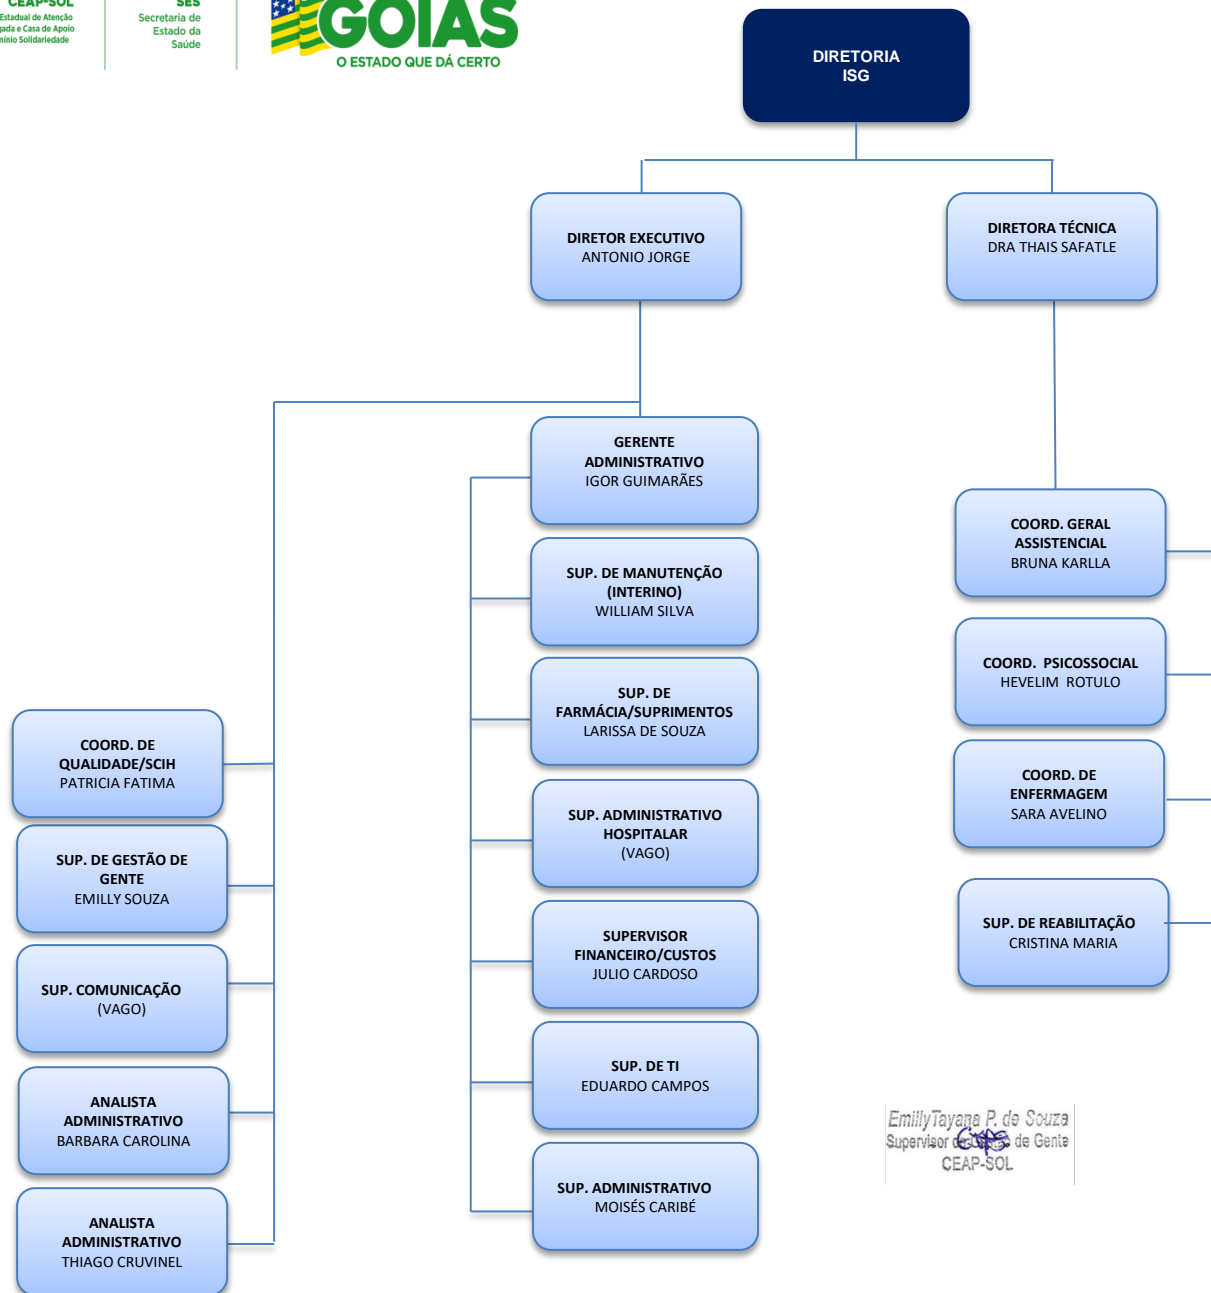 CEAP-SOL
Estadual de Atenção
gada e Casa de Apoio
mínio Solidariedade
SES
Secretaria de
Estado da
Saúde
GOIÁS
O ESTADO QUE DÁ CERTO
DIRETORIA
ISG
DIRETOR EXECUTIVO
ANTONIO JORGE
DIRETORA TÉCNICA
DRA THAIS SAFATLE
GERENTE
ADMINISTRATIVO
IGOR GUIMARÃES
SUP. DE MANUTENÇÃO
(INTERINO)
WILLIAM SILVA
SUP. DE
FARMÁCIA/SUPRIMENTOS
LARISSA DE SOUZA
SUP. ADMINISTRATIVO
HOSPITALAR
(VAGO)
SUPERVISOR
FINANCEIRO/CUSTOS
JULIO CARDOSO
SUP. DE TI
EDUARDO CAMPOS
SUP. ADMINISTRATIVO
MOISÉS CARIBÉ
COORD. DE
QUALIDADE/SCIH
PATRICIA FATIMA
SUP. DE GESTÃO DE
GENTE
EMILLY SOUZA
SUP. COMUNICAÇÃO
(VAGO)
ANALISTA
ADMINISTRATIVO
BARBARA CAROLINA
ANALISTA
ADMINISTRATIVO
THIAGO CRUVINEL
COORD. GERAL
ASSISTENCIAL
BRUNA KARLLA
COORD. PSICOSSOCIAL
HEVELIM ROTULO
COORD. DE
ENFERMAGEM
SARA AVELINO
SUP. DE REABILITAÇÃO
CRISTINA MARIA
Emilly Tayana P. de Souza
Supervisor de de Gente
CEAP-SOL